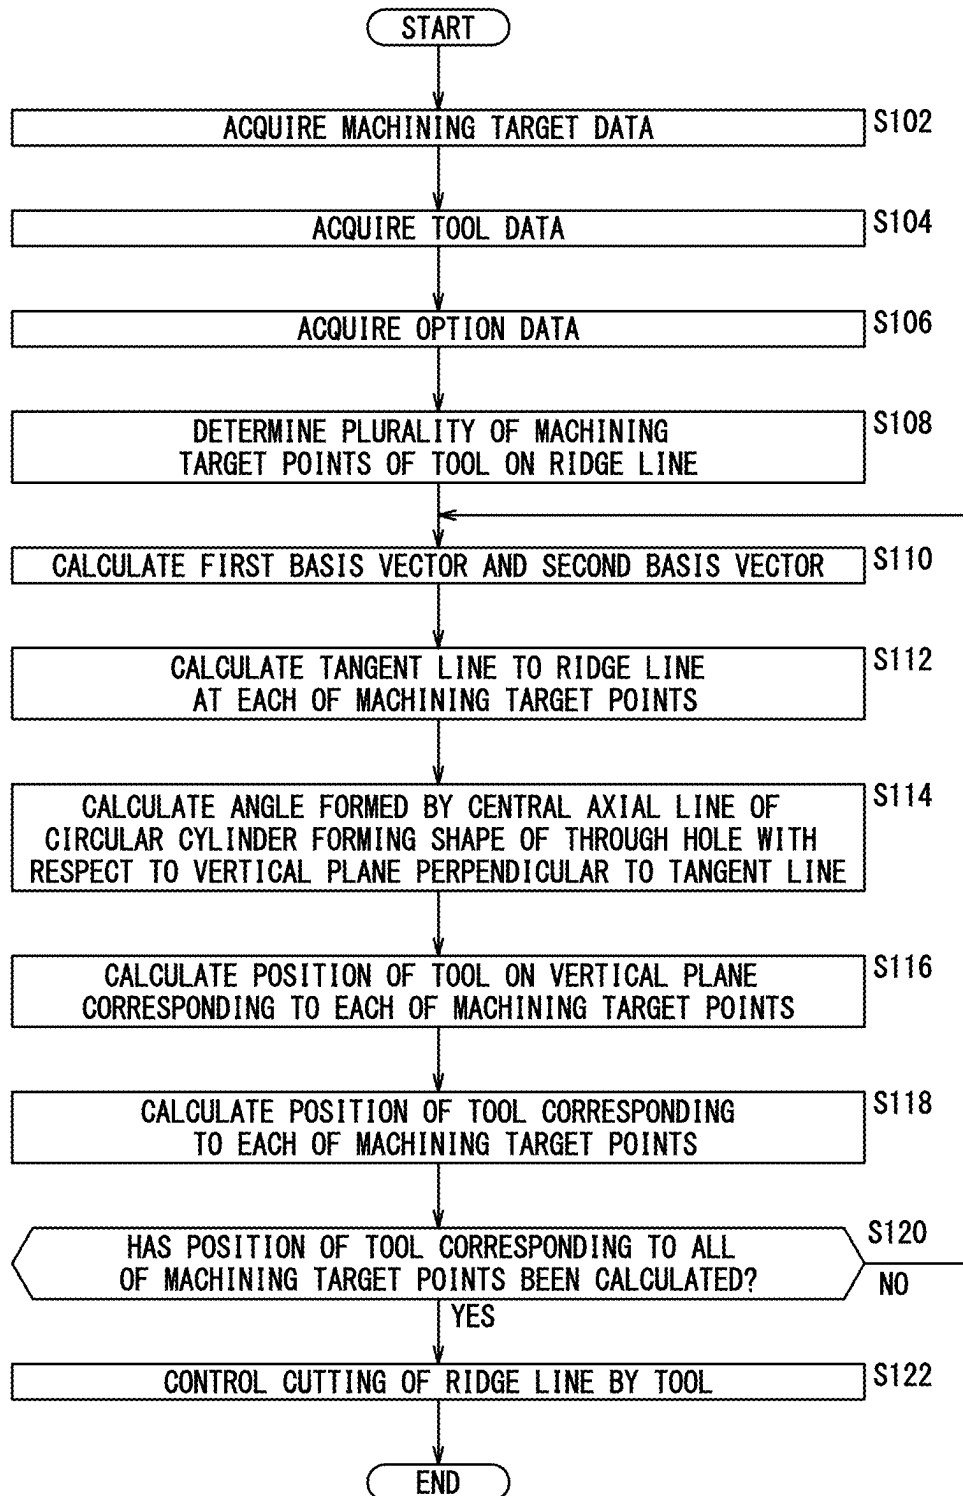 START
ACQUIRE MACHINING TARGET DATA
S102
ACQUIRE TOOL DATA
S104
ACQUIRE OPTION DATA
S106
DETERMINE PLURALITY OF MACHINING
TARGET POINTS OF TOOL ON RIDGE LINE
S108
CALCULATE FIRST BASIS VECTOR AND SECOND BASIS VECTOR
S110
CALCULATE TANGENT LINE TO RIDGE LINE
AT EACH OF MACHINING TARGET POINTS
S112
CALCULATE ANGLE FORMED BY CENTRAL AXIAL LINE OF
CIRCULAR CYLINDER FORMING SHAPE OF THROUGH HOLE WITH
RESPECT TO VERTICAL PLANE PERPENDICULAR TO TANGENT LINE
S114
CALCULATE POSITION OF TOOL ON VERTICAL PLANE
CORRESPONDING TO EACH OF MACHINING TARGET POINTS
S116
CALCULATE POSITION OF TOOL CORRESPONDING
TO EACH OF MACHINING TARGET POINTS
S118
HAS POSITION OF TOOL CORRESPONDING TO ALL
OF MACHINING TARGET POINTS BEEN CALCULATED?
S120
NO
YES
CONTROL CUTTING OF RIDGE LINE BY TOOL
S122
END